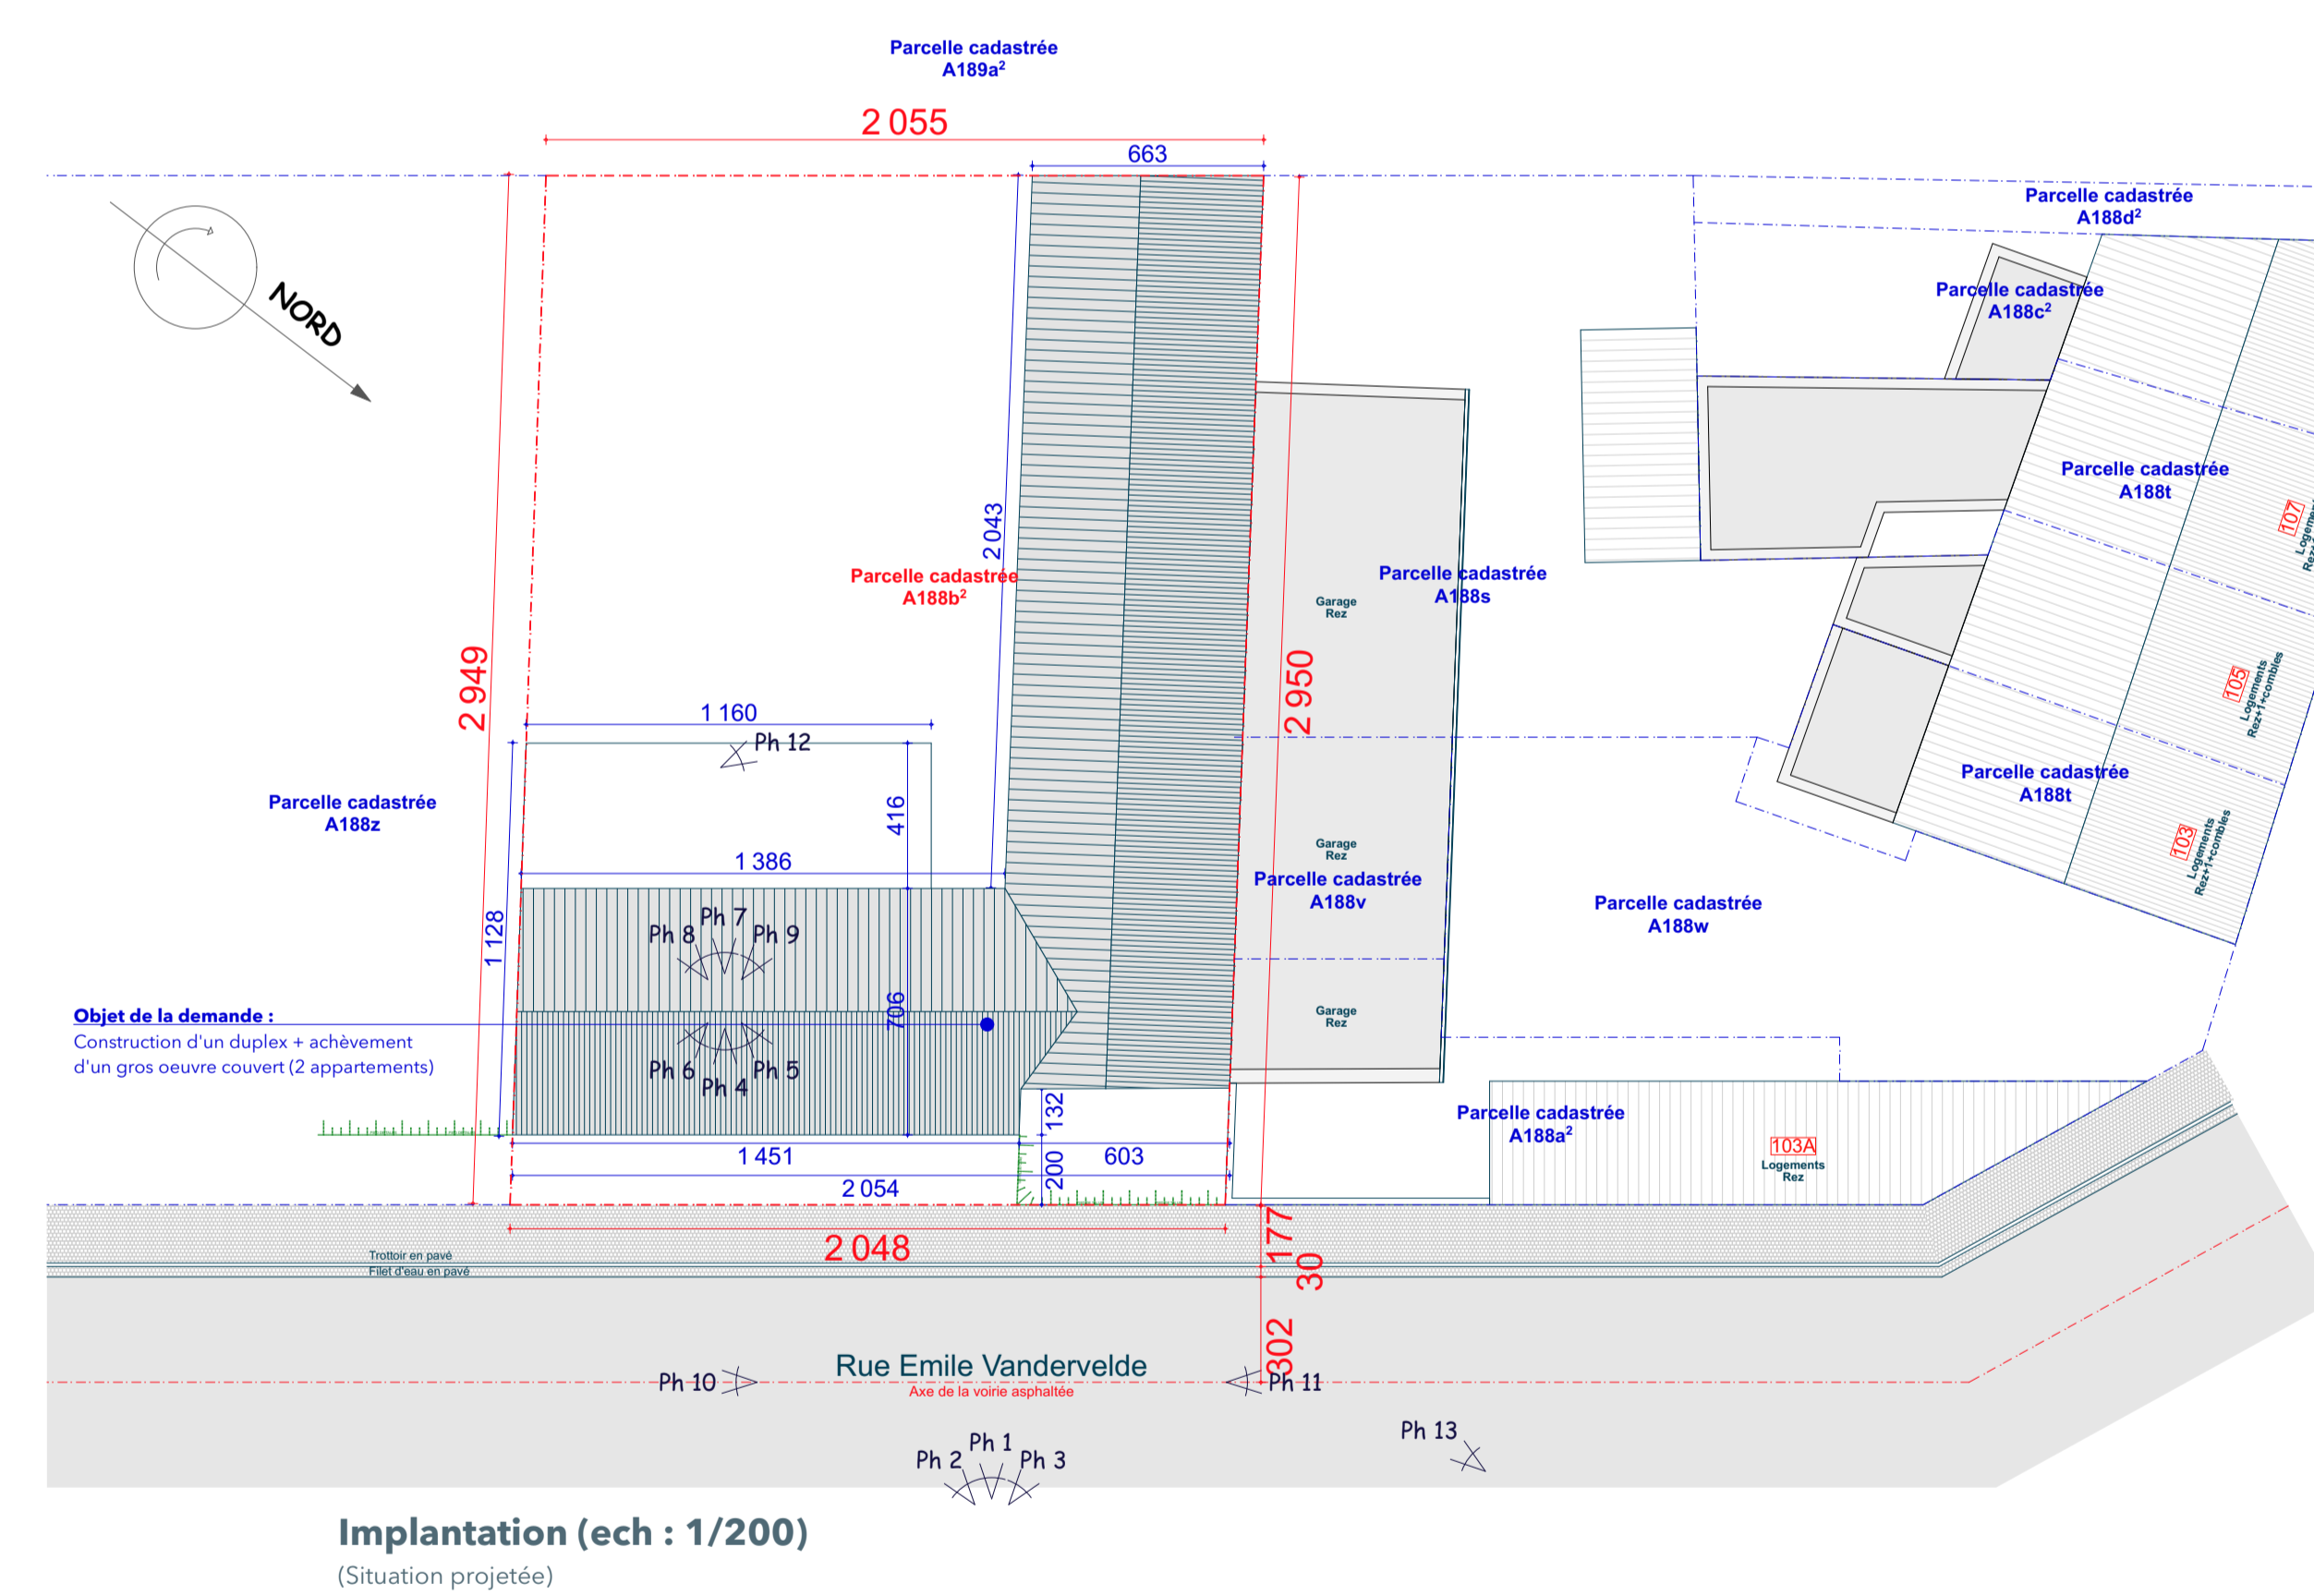 Parcelle cadastrée
A189a²
2 055
663
NORD
Parcelle cadastrée
A188d²
Parcelle cadastrée
A188c²
Parcelle cadastrée
A188t
107
2 043
Parcelle cadastrée
A188b²
Garage
Rez
Parcelle cadastrée
A188s
2 949
2 950
105
Logements
Rez+1+combles
1 160
Ph 12
Parcelle cadastrée
A188z
416
Parcelle cadastrée
A188t
103
Logements
Rez+1+combles
1 386
Garage
Rez
Parcelle cadastrée
A188v
Parcelle cadastrée
A188w
1 128
Ph 7
Ph 8
Ph 9
706
Garage
Rez
Objet de la demande :
Construction d'un duplex + achèvement
d'un gros oeuvre couvert (2 appartements)
Ph 6
Ph 4
Ph 5
132
Parcelle cadastrée
A188a²
103A
Logements
Rez
1 451
603
200
2 054
2 048
177
30
302
Trottoir en pavé
Filet d'eau en pavé
Rue Emile Vandervelde
Axe de la voirie asphaltée
Ph 10
Ph 11
Ph 13
Ph 1
Ph 2
Ph 3
Implantation (ech : 1/200)
(Situation projetée)